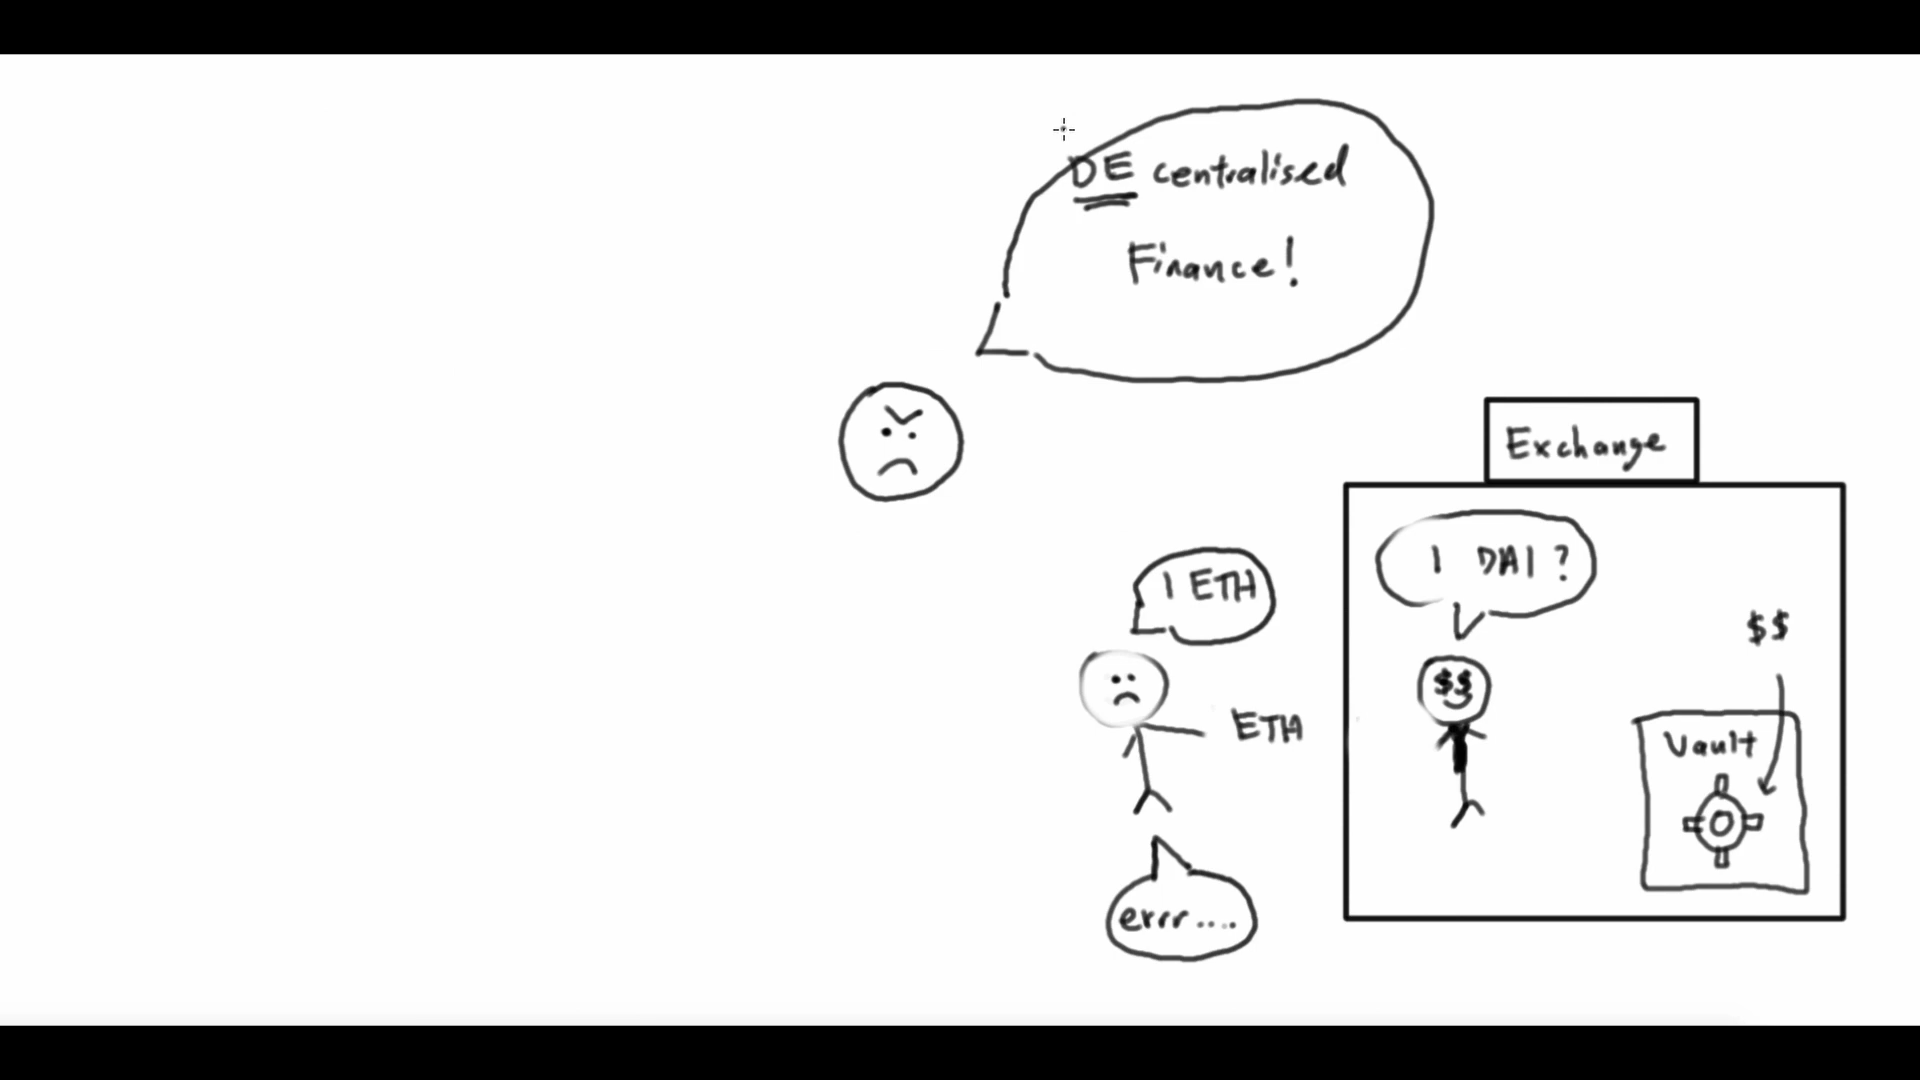 DE centralised
Finance!
Exchange
1 DAI?
1 ETH
$$
$$
ETH
Vault
errr....